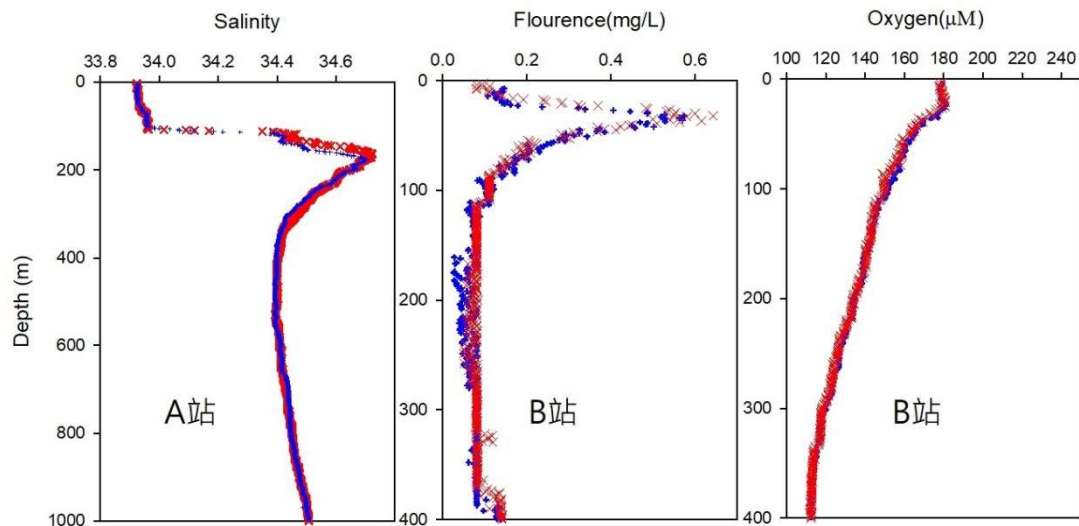 Salinity
33.8 34.0 34.2 34.4 34.6
0
200
400
600
800
1000
Depth (m)
A站
Flourence(mg/L)
0.0 0.2 0.4 0.6
0
100
200
300
400
B站
Oxygen(μM)
100 120 140 160 180 200 220 240
0
100
200
300
400
B站